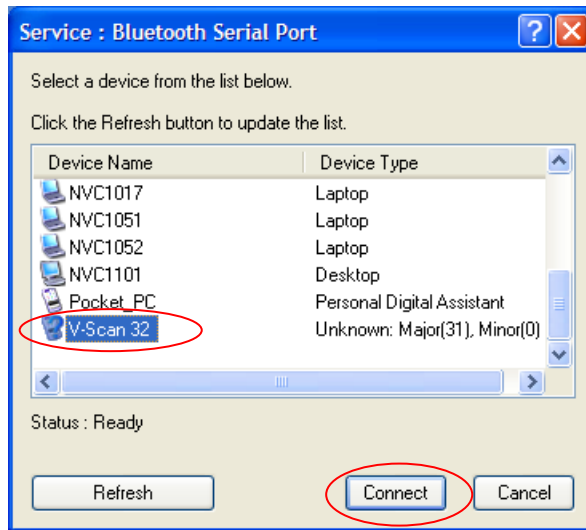 Service : Bluetooth Serial Port
Select a device from the list below.
Click the Refresh button to update the list.
Device Name Device Type
NVC1017 Laptop
NVC1051 Laptop
NVC1052 Laptop
NVC1101 Desktop
Pocket_PC Personal Digital Assistant
V-Scan 32 Unknown: Major(31), Minor(0)
Status : Ready
Refresh Connect Cancel